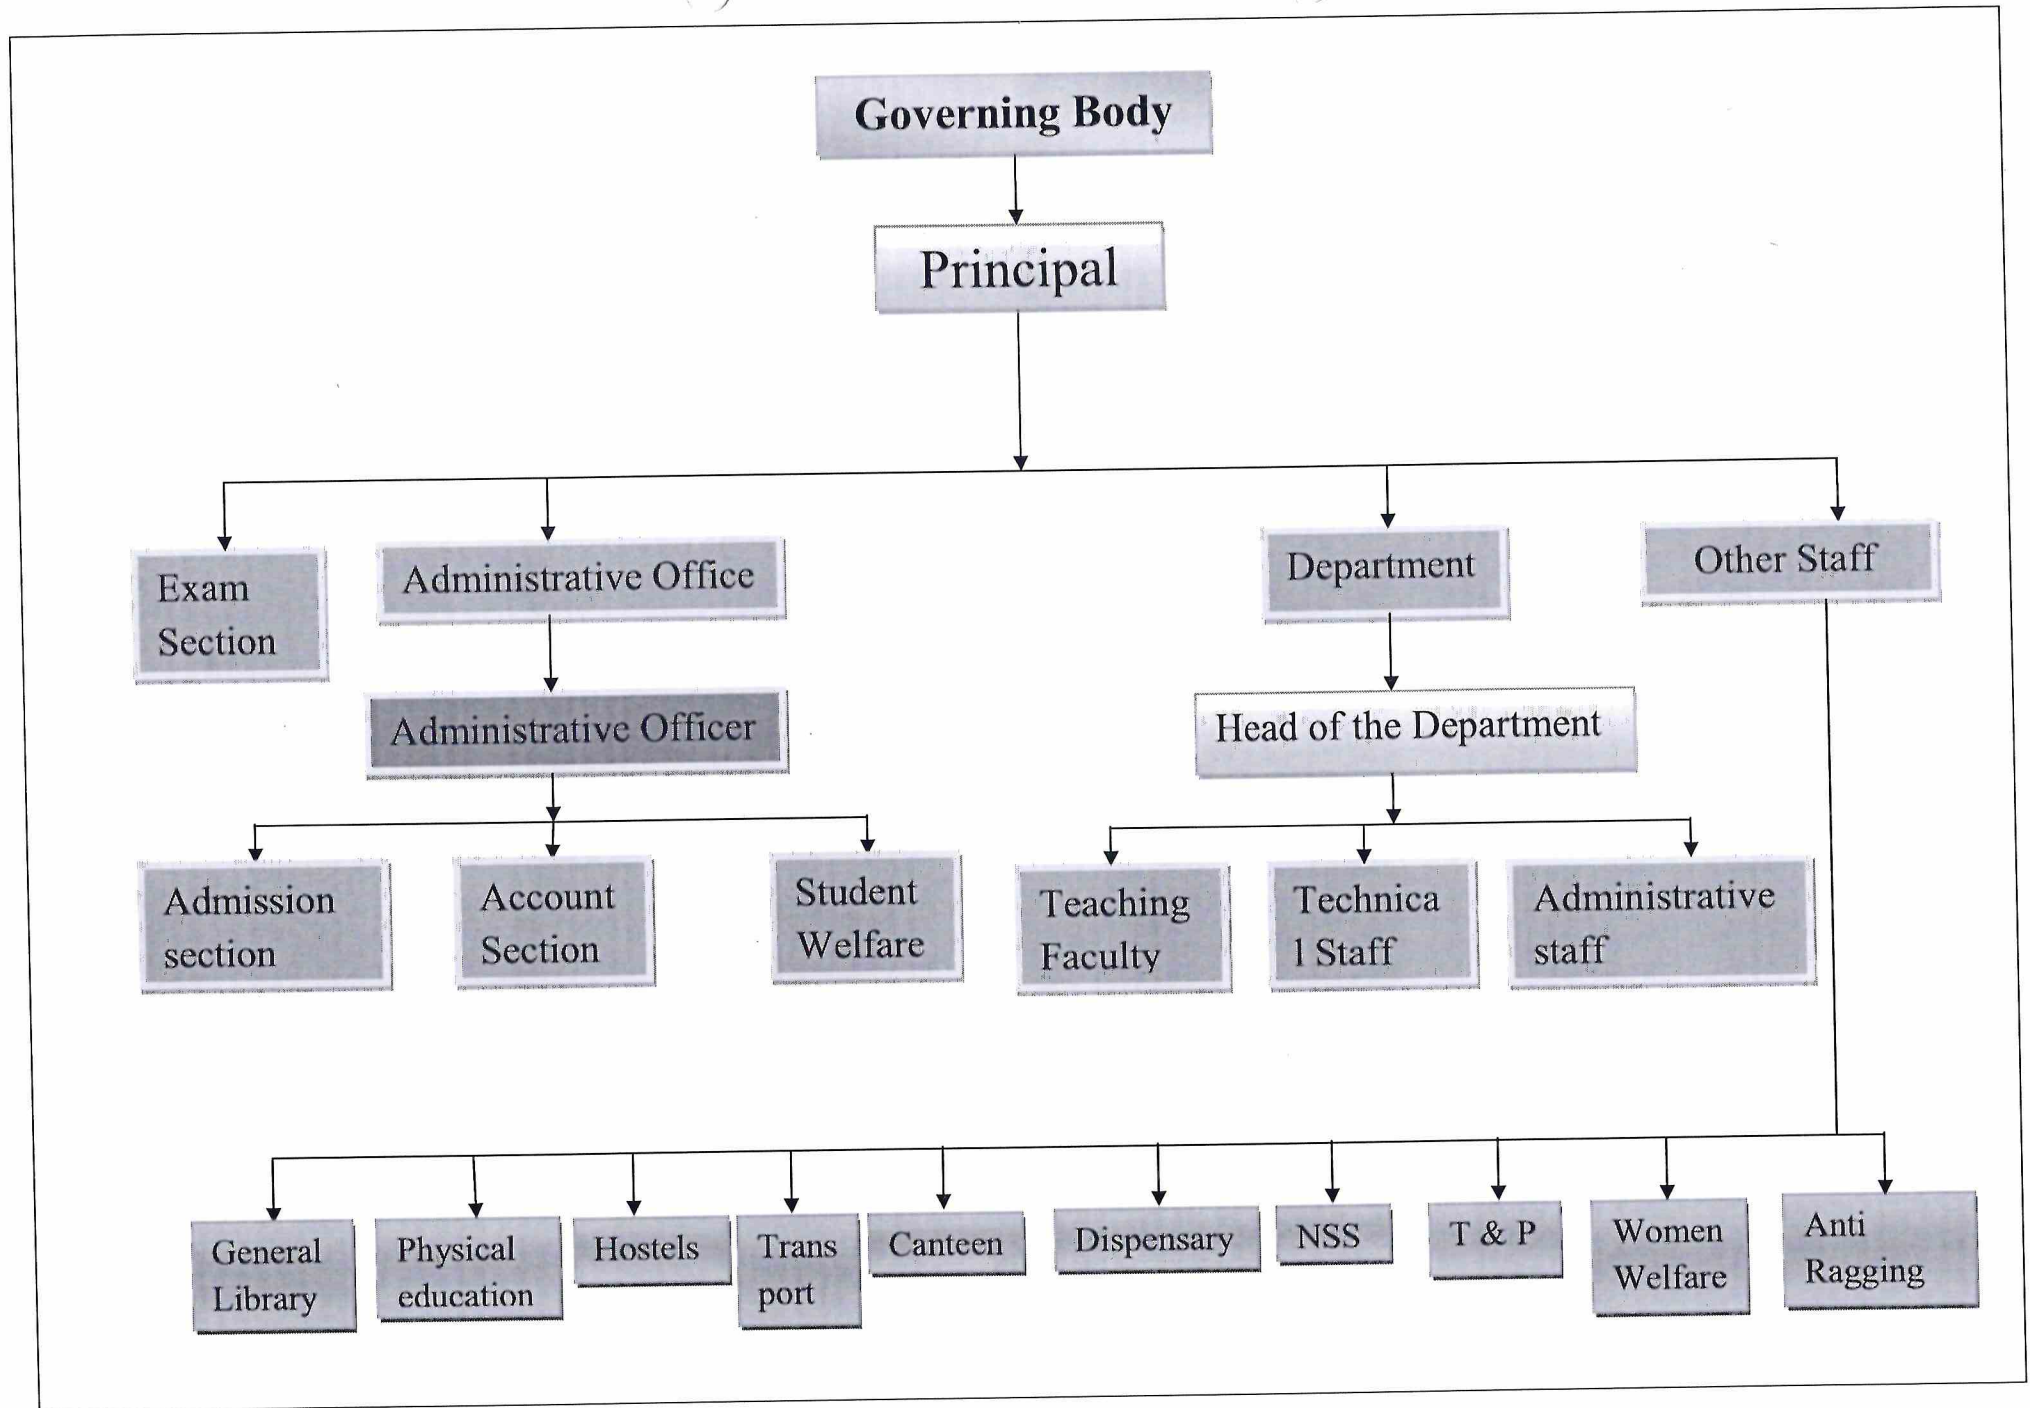 Governing Body
Principal
Exam
Section
Administrative Office
Department
Other Staff
Administrative Officer
Head of the Department
Admission
section
Account
Section
Student
Welfare
Teaching
Faculty
Technica
l Staff
Administrative
staff
General
Library
Physical
education
Hostels
Trans
port
Canteen
Dispensary
NSS
T & P
Women
Welfare
Anti
Ragging